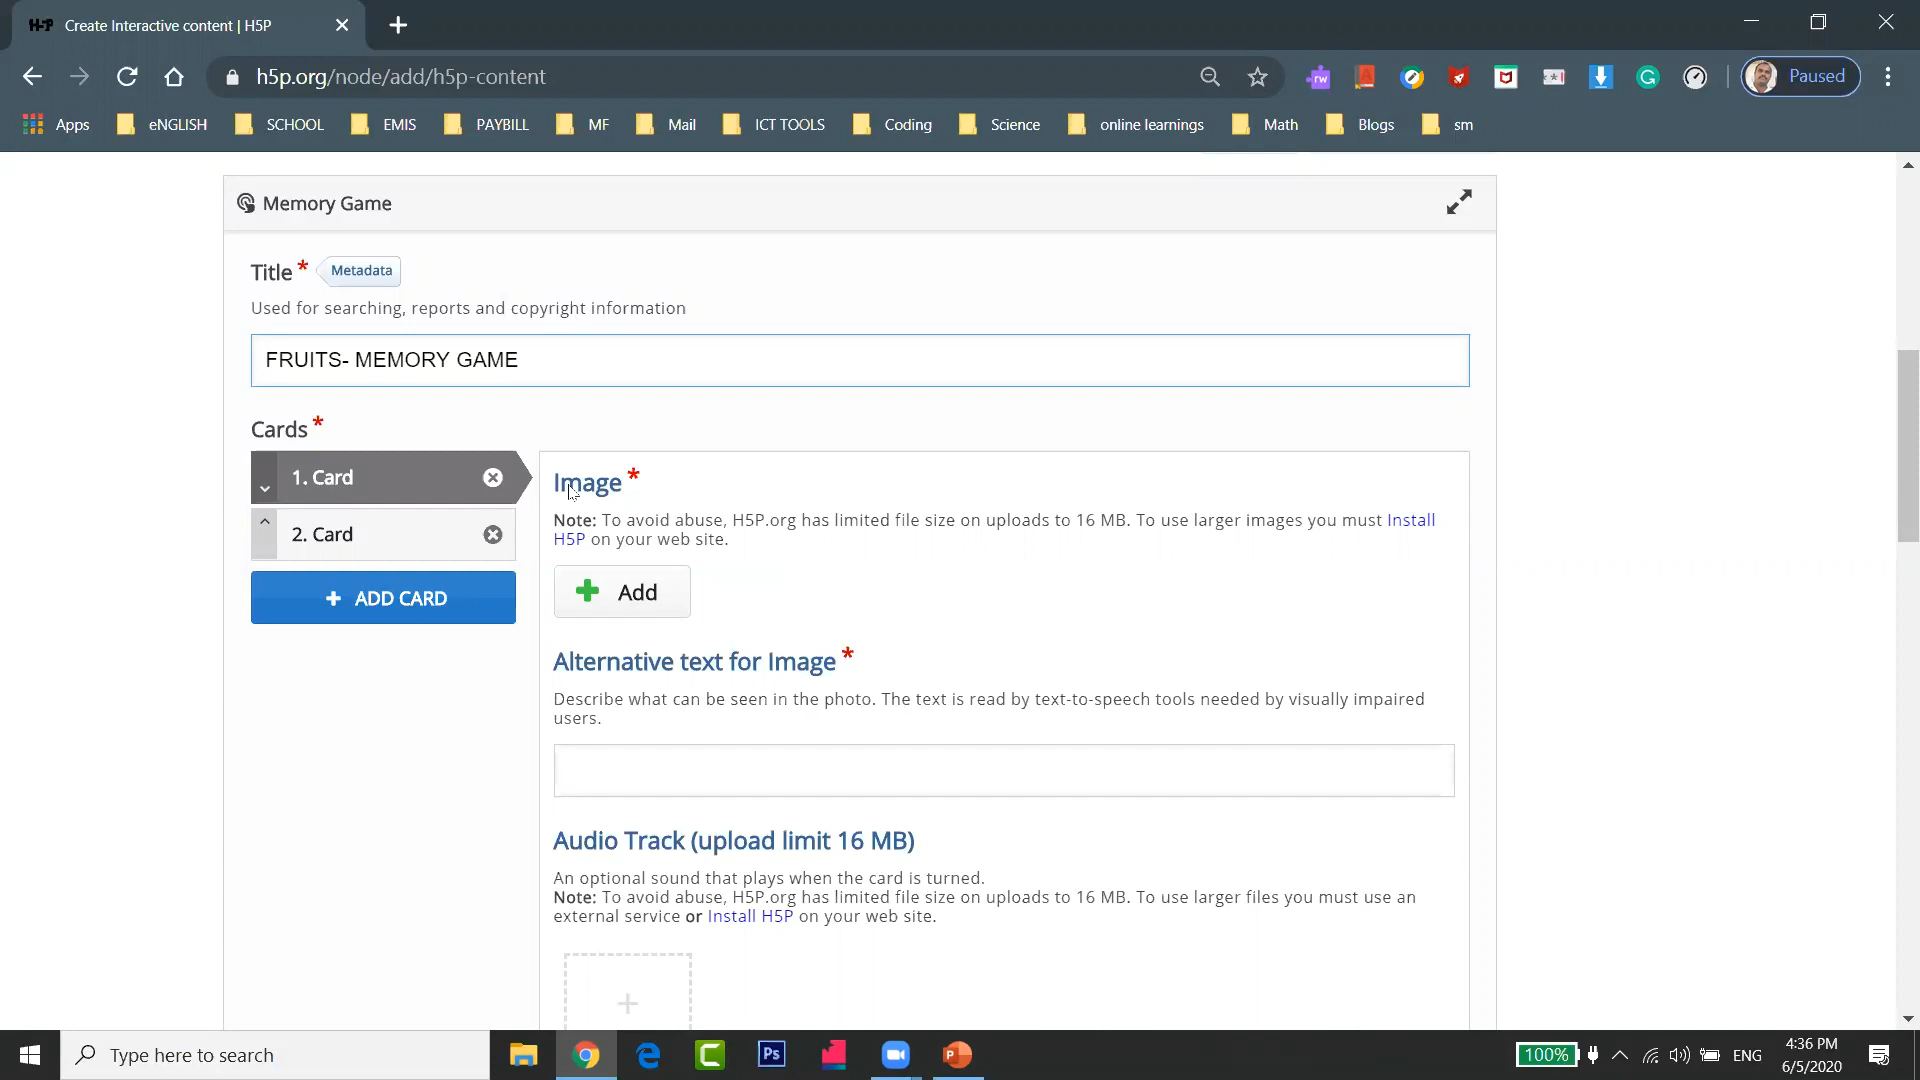 H5P Create Interactive content | H5P
h5p.org/node/add/h5p-content
rw
Paused
Apps eNGLISH SCHOOL EMIS PAYBILL MF Mail ICT TOOLS Coding Science online learnings Math Blogs sm
Memory Game
Title * Metadata
Used for searching, reports and copyright information
FRUITS- MEMORY GAME
Cards *
1. Card
2. Card
+ ADD CARD
Image *
Note: To avoid abuse, H5P.org has limited file size on uploads to 16 MB. To use larger images you must Install
H5P on your web site.
Add
Alternative text for Image *
Describe what can be seen in the photo. The text is read by text-to-speech tools needed by visually impaired
users.
Audio Track (upload limit 16 MB)
An optional sound that plays when the card is turned.
Note: To avoid abuse, H5P.org has limited file size on uploads to 16 MB. To use larger files you must use an
external service or Install H5P on your web site.
Type here to search
Ps
100%
ENG
4:36 PM
6/5/2020